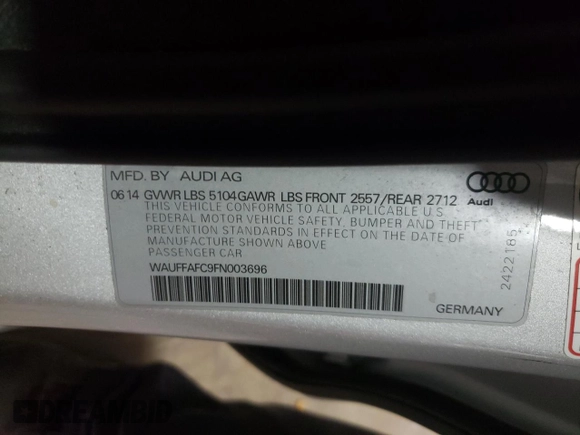 MFD. BY AUDI AG
06 14 GVWR LBS 5104 GAWR LBS FRONT 2557/REAR 2712
Audi
THIS VEHICLE CONFORMS TO ALL APPLICABLE U.S.
FEDERAL MOTOR VEHICLE SAFETY, BUMPER AND THEFT
PREVENTION STANDARDS IN EFFECT ON THE DATE OF
MANUFACTURE SHOWN ABOVE
PASSENGER CAR
WAUFFAFC9FN003696
2422185
GERMANY
DREAMBID